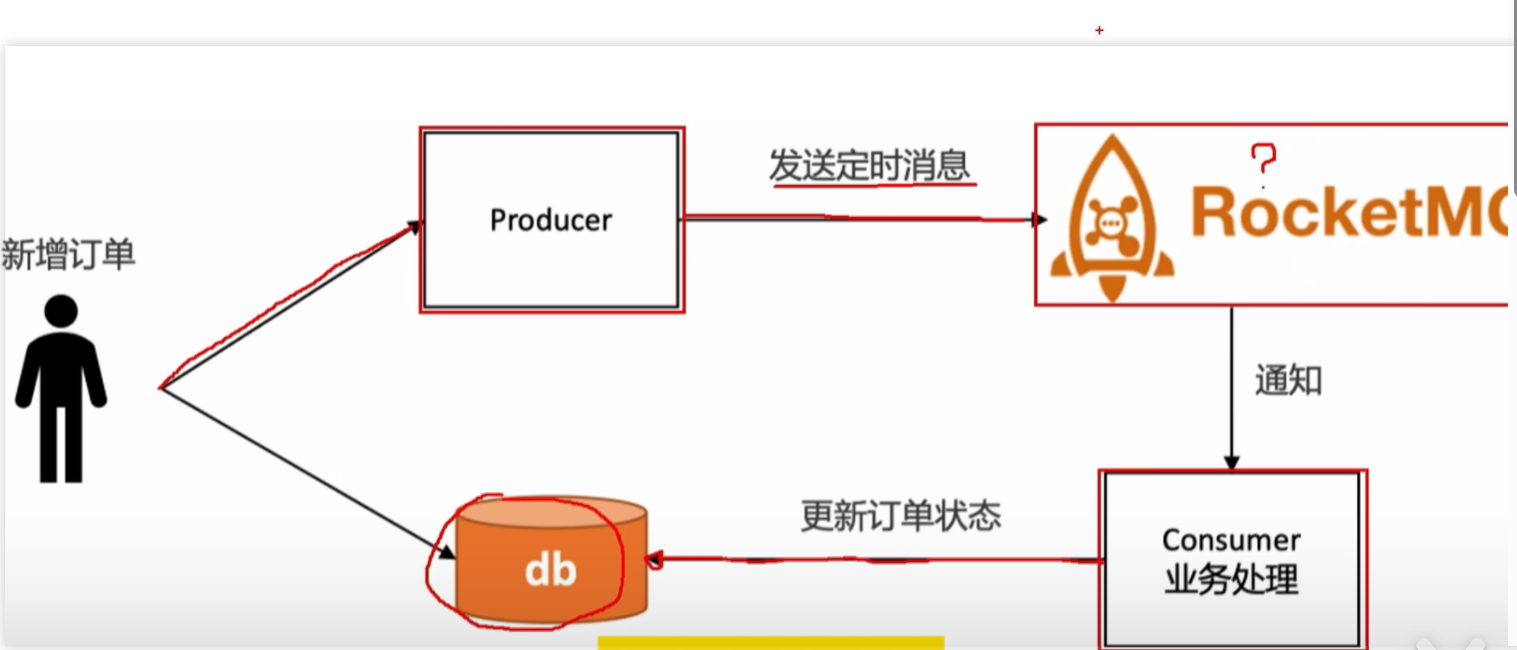 发送定时消息
?
Producer
RocketMQ
新增订单
通知
更新订单状态
db
Consumer
业务处理